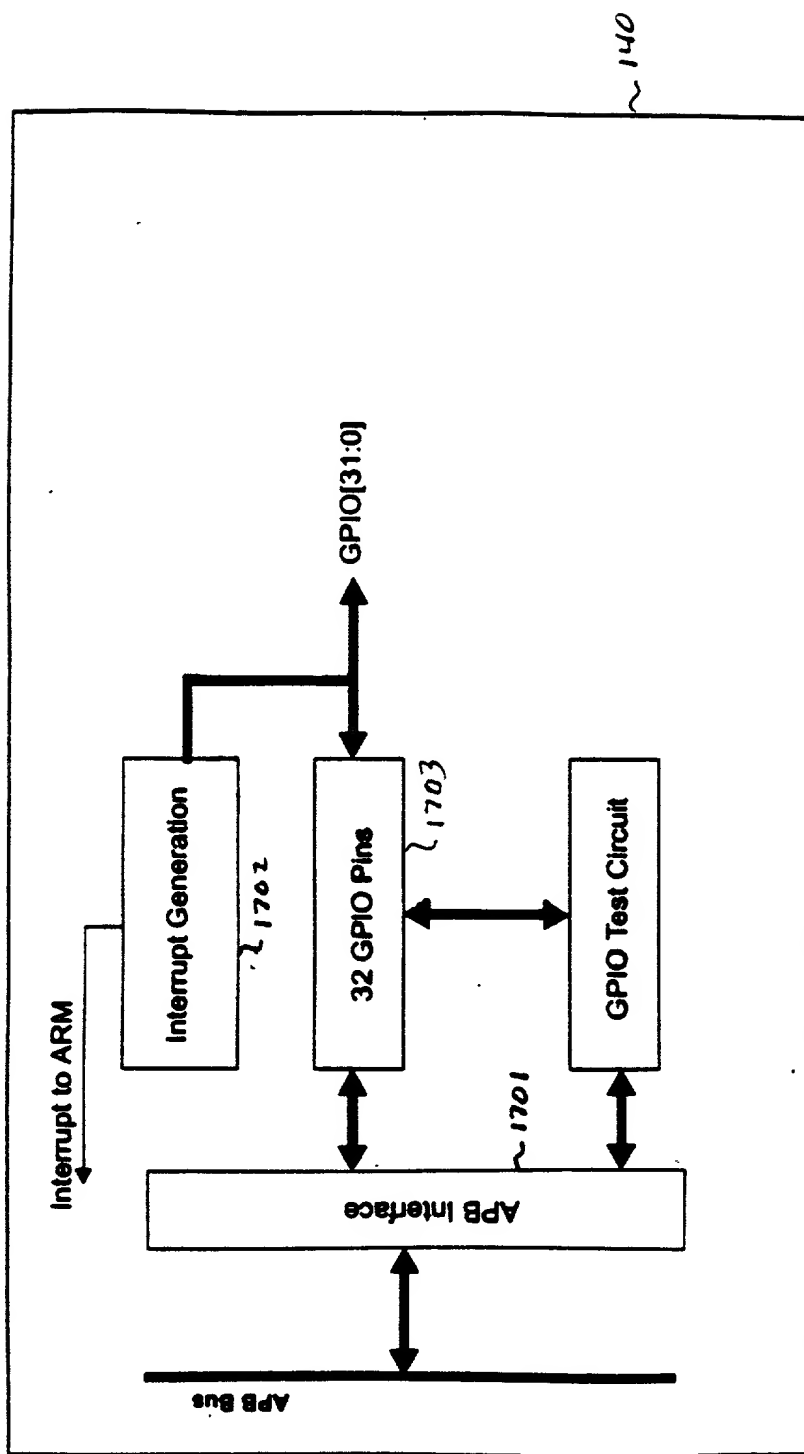 140
Interrupt to ARM
Interrupt Generation
1702
GPIO[31:0]
32 GPIO Pins
1703
GPIO Test Circuit
APB Interface
1701
APB Bus